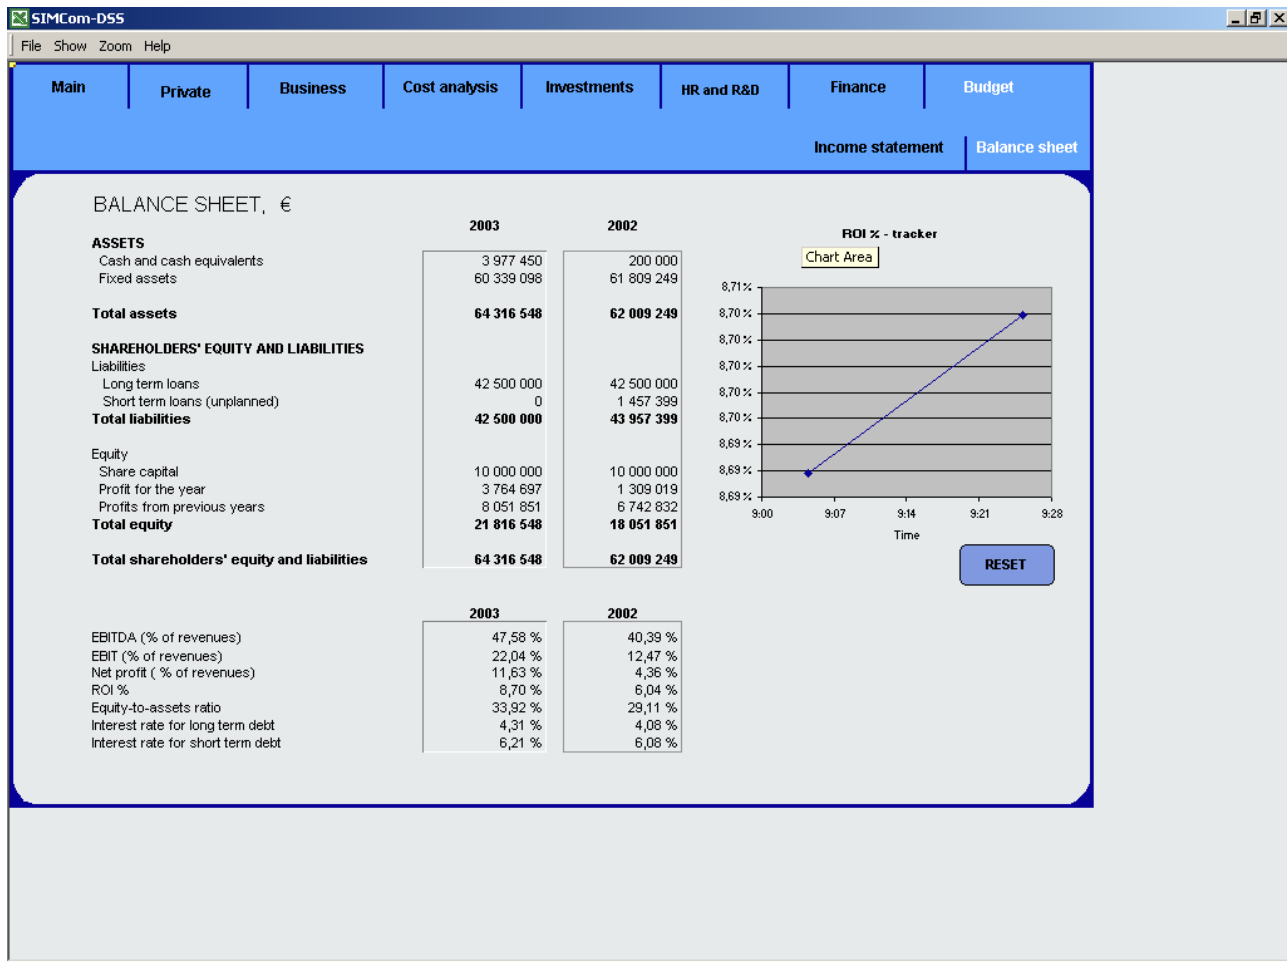 SIMCom-DSS
File Show Zoom Help
Main Private Business Cost analysis Investments HR and R&D Finance Budget
Income statement Balance sheet
BALANCE SHEET, €
2003 2002
ASSETS
Cash and cash equivalents 3 977 450 200 000
Fixed assets 60 339 098 61 809 249
Total assets 64 316 548 62 009 249
SHAREHOLDERS' EQUITY AND LIABILITIES
Liabilities
Long term loans 42 500 000 42 500 000
Short term loans (unplanned) 0 1 457 399
Total liabilities 42 500 000 43 957 399
Equity
Share capital 10 000 000 10 000 000
Profit for the year 3 764 697 1 309 019
Profits from previous years 8 051 851 6 742 832
Total equity 21 816 548 18 051 851
Total shareholders' equity and liabilities 64 316 548 62 009 249
ROI % - tracker
Chart Area
8,71%
8,70%
8,70%
8,70%
8,70%
8,70%
8,69%
8,69%
8,69%
9:00 9:07 9:14 9:21 9:28
Time
RESET
2003 2002
EBITDA (% of revenues) 47,58 % 40,39 %
EBIT (% of revenues) 22,04 % 12,47 %
Net profit ( % of revenues) 11,63 % 4,36 %
ROI % 8,70 % 6,04 %
Equity-to-assets ratio 33,92 % 29,11 %
Interest rate for long term debt 4,31 % 4,08 %
Interest rate for short term debt 6,21 % 6,08 %